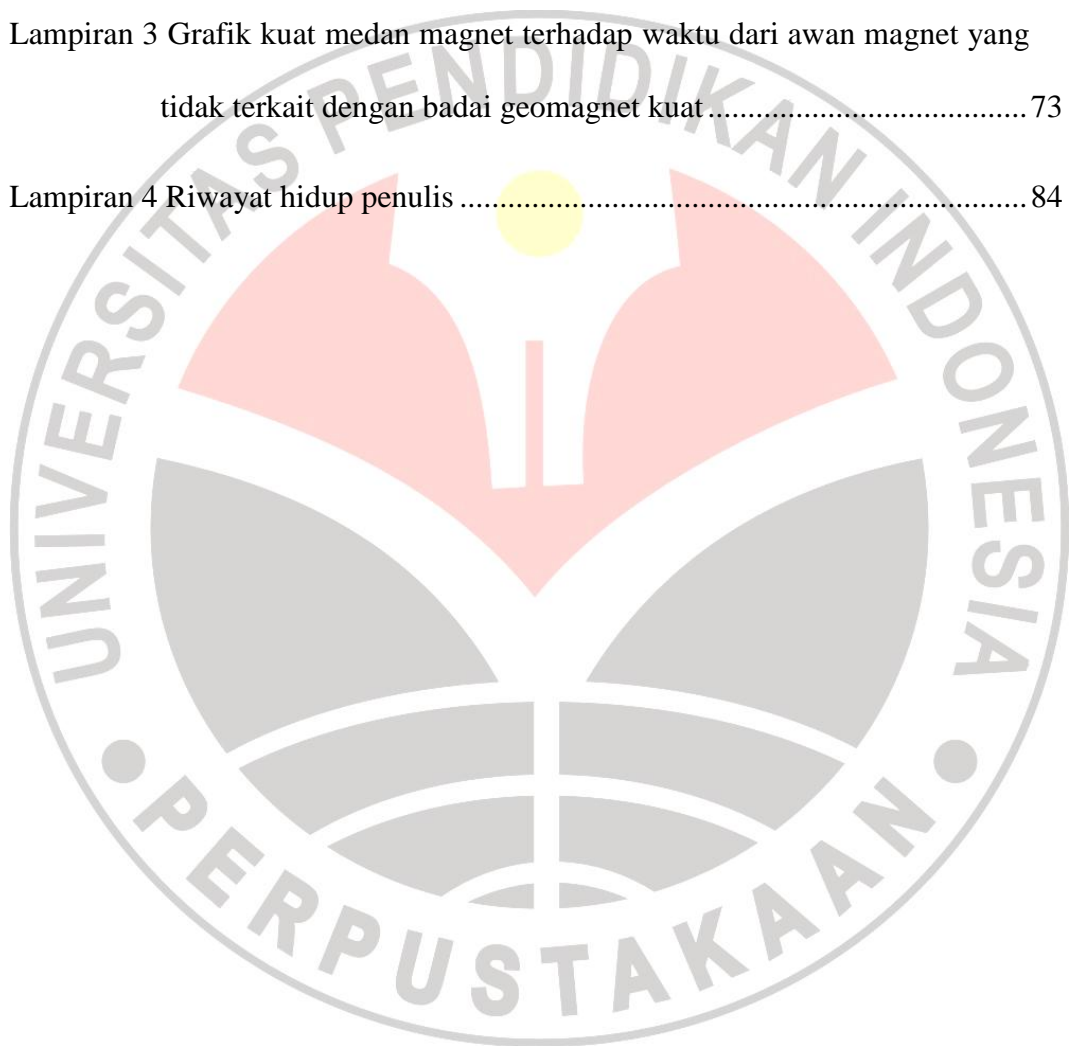 Lampiran 3 Grafik kuat medan magnet terhadap waktu dari awan magnet yang
tidak terkait dengan badai geomagnet kuat ........................................ 73
Lampiran 4 Riwayat hidup penulis ....................................................................... 84
UNIVERSITAS PENDIDIKAN INDONESIA
PERPUSTAKAAN